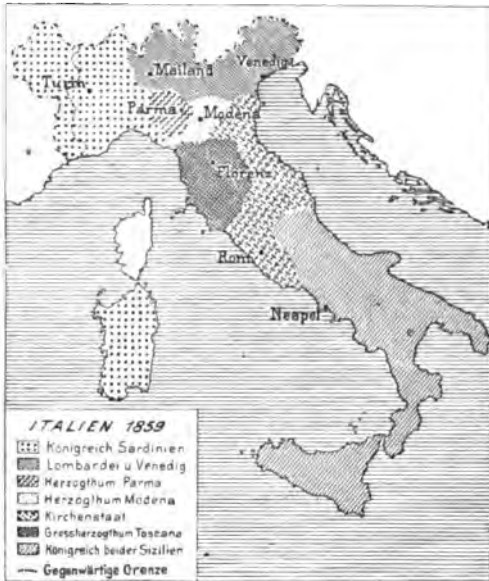 Turin
Mailand
Venedig
Parma
Modena
Florenz
Rom
Neapel
ITALIEN 1859
Königreich Sardinien
Lombardei u Venedig
Herzogthum Parma
Herzogthum Modena
Kirchenstaat
Grossherzogthum Toscana
Königreich beider Sizilien
Gegenwärtige Grenze